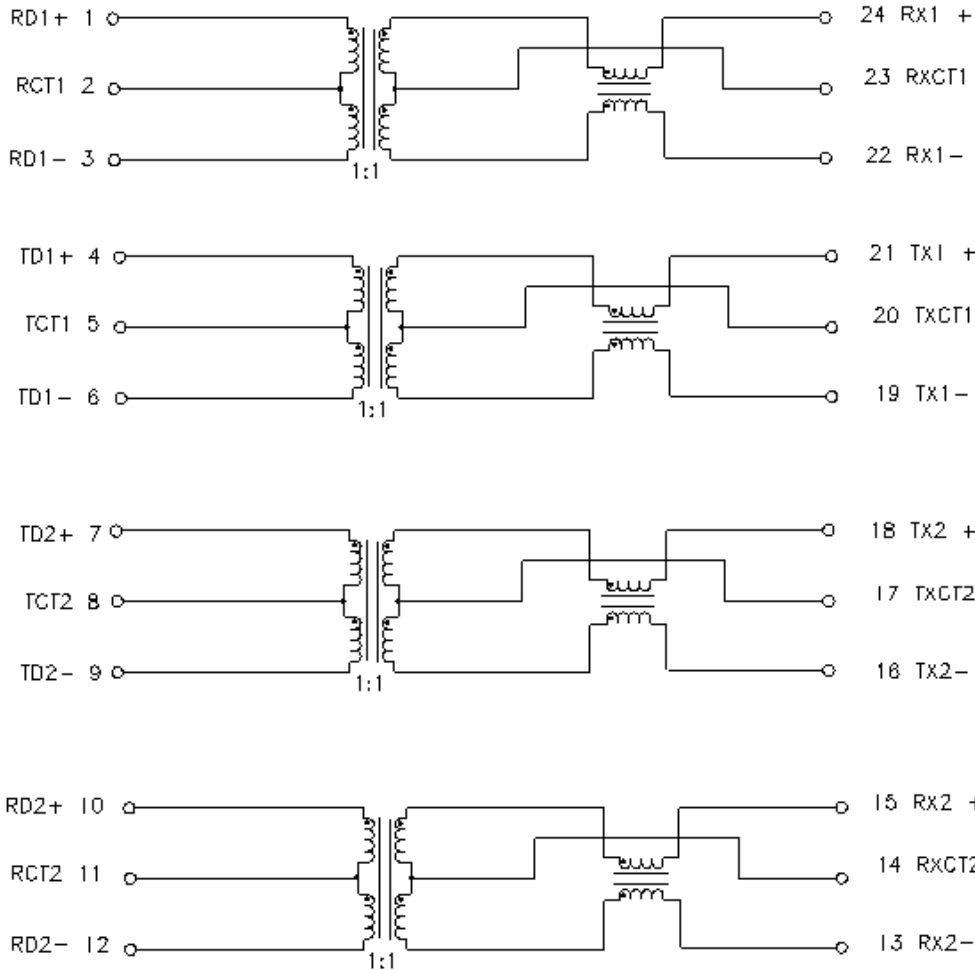 RD1+ 1
24 RX1 +
RCT1 2
23 RXCT1
RD1- 3
22 RX1-
1:1
TD1+ 4
21 TX1 +
TCT1 5
20 TXCT1
TD1- 6
19 TX1-
1:1
TD2+ 7
18 TX2 +
TCT2 8
17 TXCT2
TD2- 9
16 TX2-
1:1
RD2+ 10
15 RX2 +
RCT2 11
14 RXCT2
RD2- 12
13 RX2-
1:1